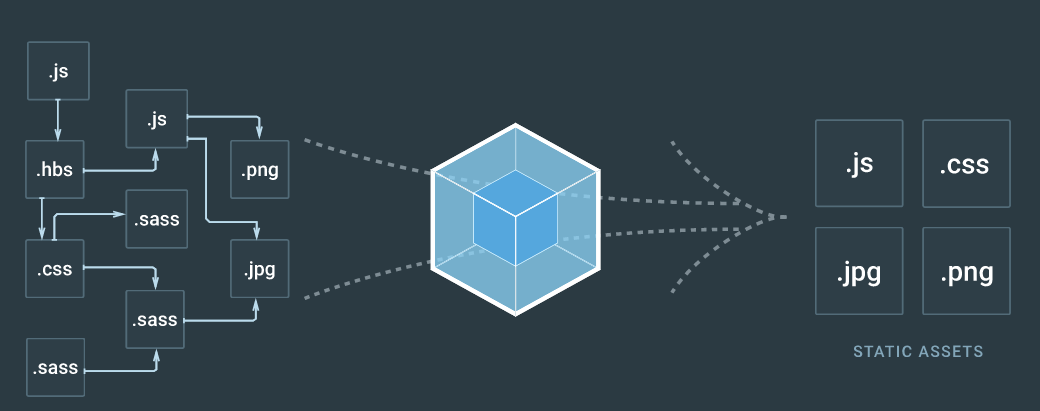 .js
.js
.hbs
.png
.sass
.css
.jpg
.sass
.sass
.js
.css
.jpg
.png
STATIC ASSETS